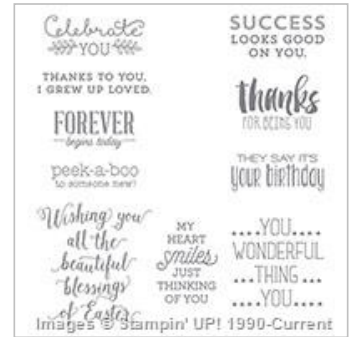 Celebrate
YOU
THANKS TO YOU,
I GREW UP LOVED.
FOREVER
begins today
peek-a-boo
to someone new!
Wishing you
all the
beautiful
blessings
of Easter
MY
HEART
smiles
JUST
THINKING
OF YOU
SUCCESS
LOOKS GOOD
ON YOU.
thanks
FOR BEING YOU
THEY SAY IT'S
your birthday
....YOU....
WONDERFUL
...THING...
....YOU....
Images © Stampin' UP! 1990-Current